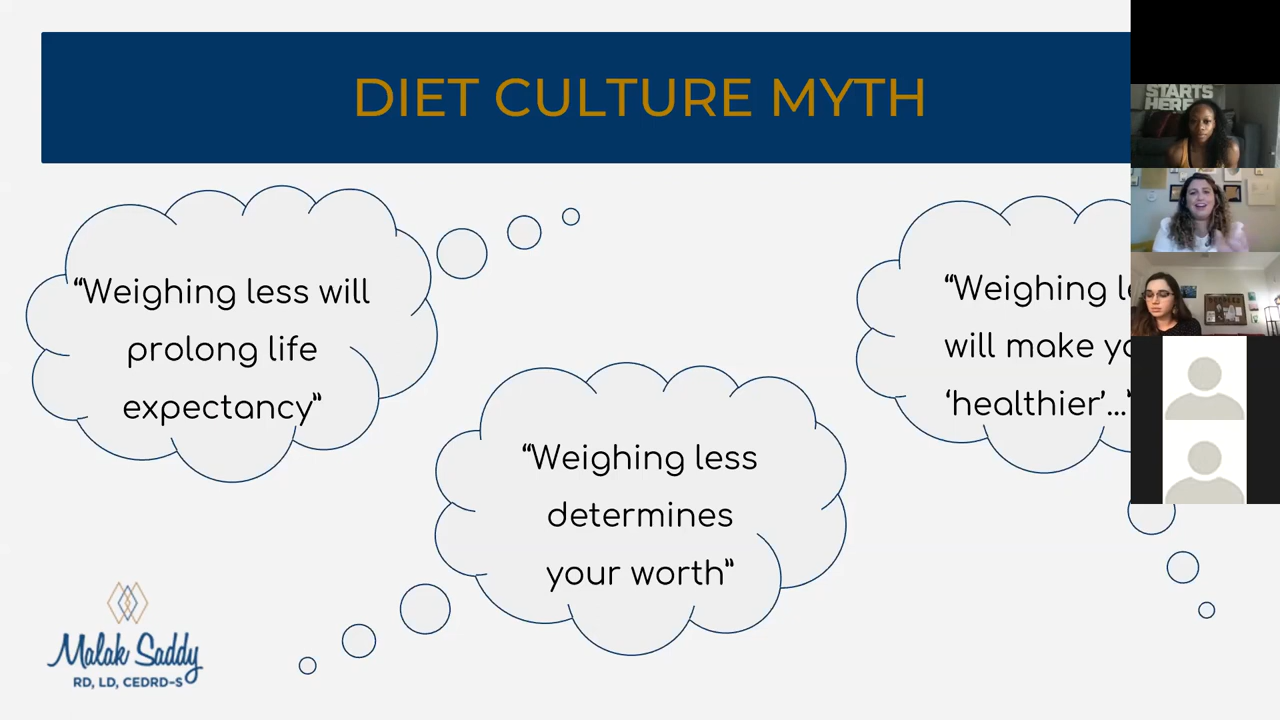 DIET CULTURE MYTH
STARTS
HERE
“Weighing less will
prolong life
expectancy”
“Weighing less
determines
your worth”
“Weighing
will make
‘healthier’...”
Malak Saddy
RD, LD, CEDRD-S